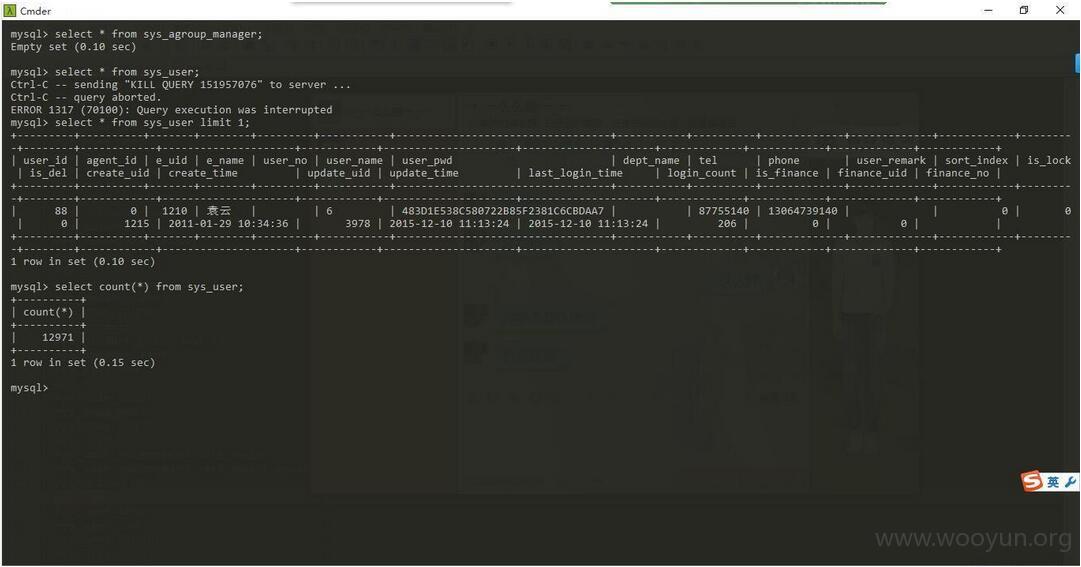 Cmder
mysql> select * from sys_agroup_manager;
Empty set (0.10 sec)
mysql> select * from sys_user;
Ctrl-C -- sending "KILL QUERY 151957076" to server ...
Ctrl-C -- query aborted.
ERROR 1317 (70100): Query execution was interrupted
mysql> select * from sys_user limit 1;
| user_id | agent_id | e_uid | e_name | user_no | user_name | user_pwd | dept_name | tel | phone | user_remark | sort_index | is_lock
| is_del | create_uid | create_time | update_uid | update_time | last_login_time | login_count | is_finance | finance_uid | finance_no |
| 88 | 0 | 1210 | 袁云 | | 6 | 483D1E538C580722B85F2381C6CBDAA7 | | 87755140 | 13064739140 | | 0 | 0
| 0 | 1215 | 2011-01-29 10:34:36 | 3978 | 2015-12-10 11:13:24 | 2015-12-10 11:13:24 | 206 | 0 | 0 | |
1 row in set (0.10 sec)
mysql> select count(*) from sys_user;
| count(*) |
| 12971 |
1 row in set (0.15 sec)
mysql>
英
www.wooyun.org